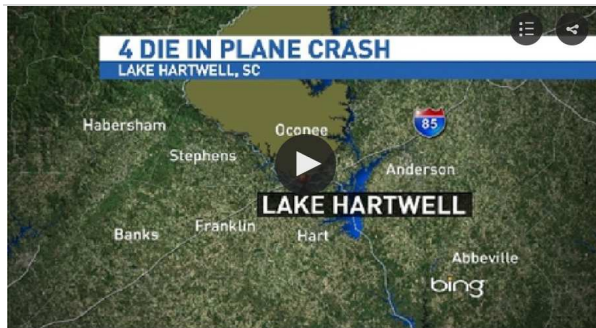 4 DIE IN PLANE CRASH
LAKE HARTWELL, SC
Habersham
Oconee
85
Stephens
Anderson
LAKE HARTWELL
Franklin
Banks
Hart
Abbeville
bing